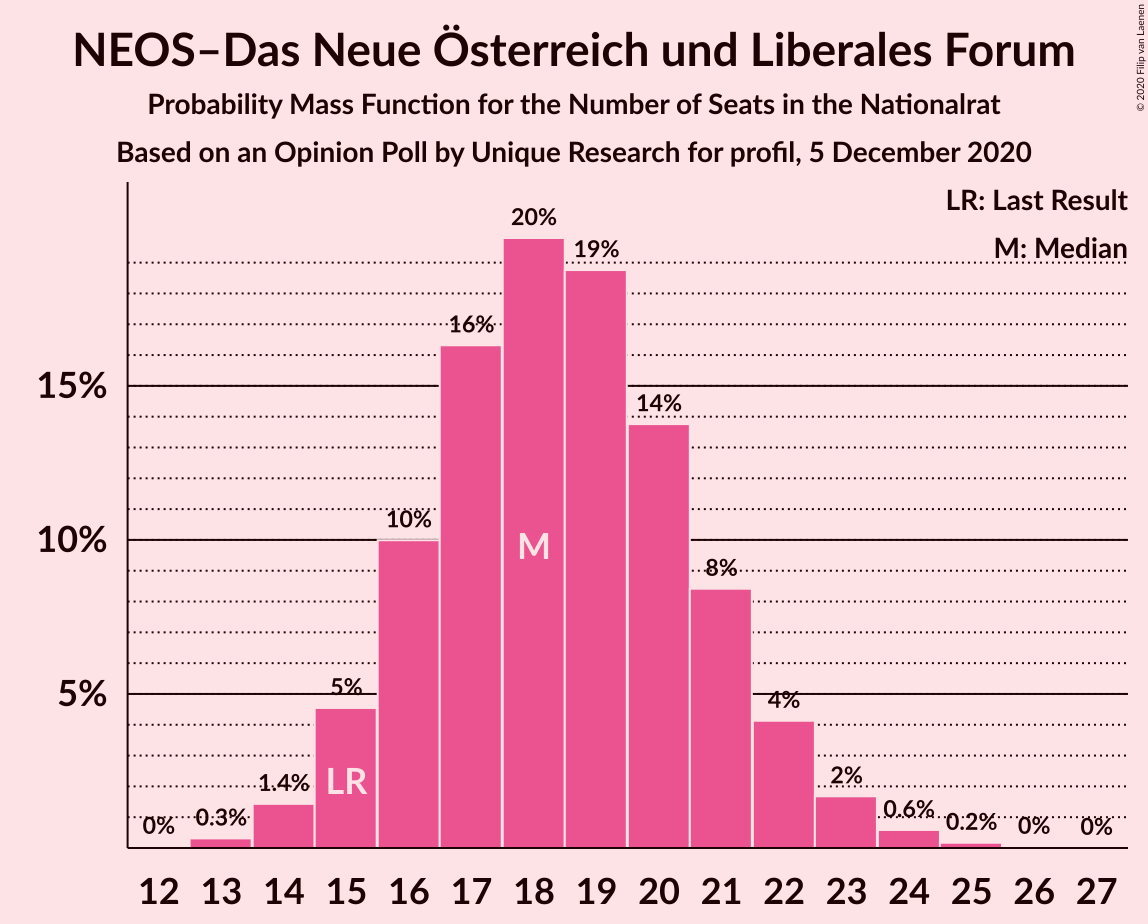 NEOS–Das Neue Österreich und Liberales Forum
Probability Mass Function for the Number of Seats in the Nationalrat
Based on an Opinion Poll by Unique Research for profil, 5 December 2020
© 2020 Filip van Laenen
LR: Last Result
M: Median
15%
10%
5%
0%
0.3%
1.4%
5%
10%
16%
20%
19%
14%
8%
4%
2%
0.6%
0.2%
0%
0%
LR
M
12 13 14 15 16 17 18 19 20 21 22 23 24 25 26 27